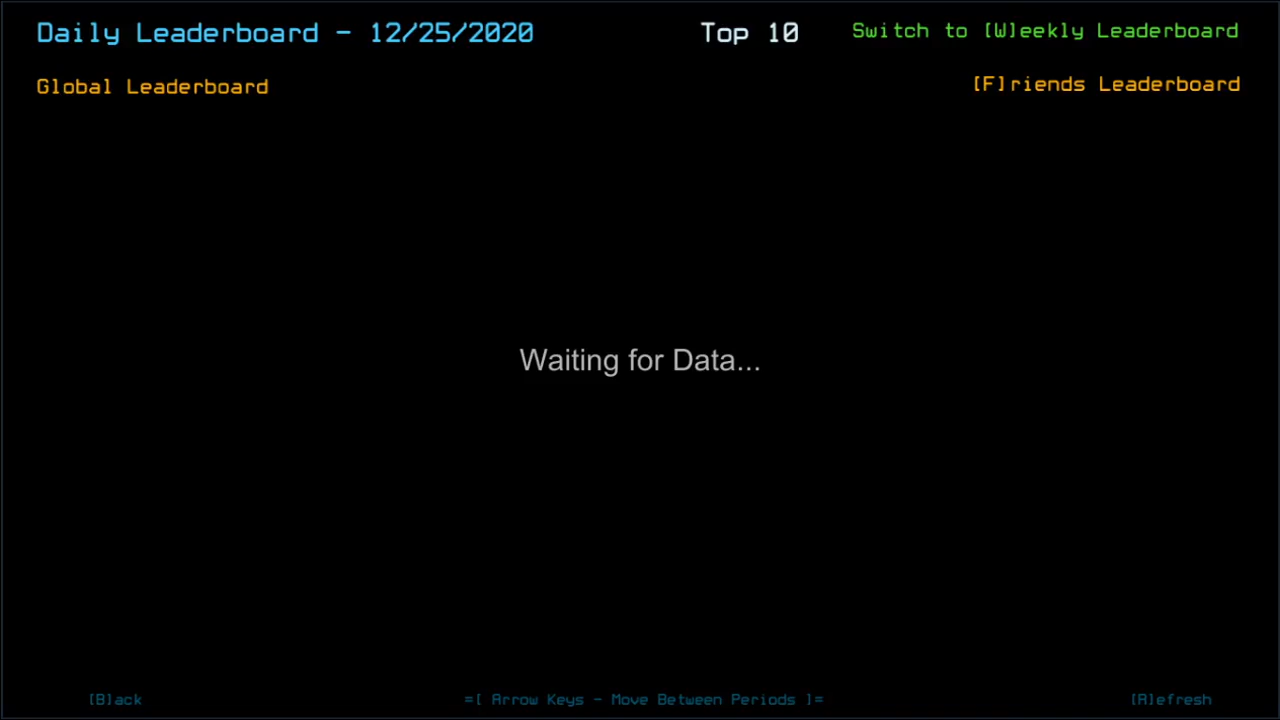 Daily Leaderboard - 12/25/2020
Top 10
Switch to [W]eekly Leaderboard
Global Leaderboard
[F]riends Leaderboard
Waiting for Data...
[B]ack
=[ Arrow Keys - Move Between Periods ]=
[R]efresh